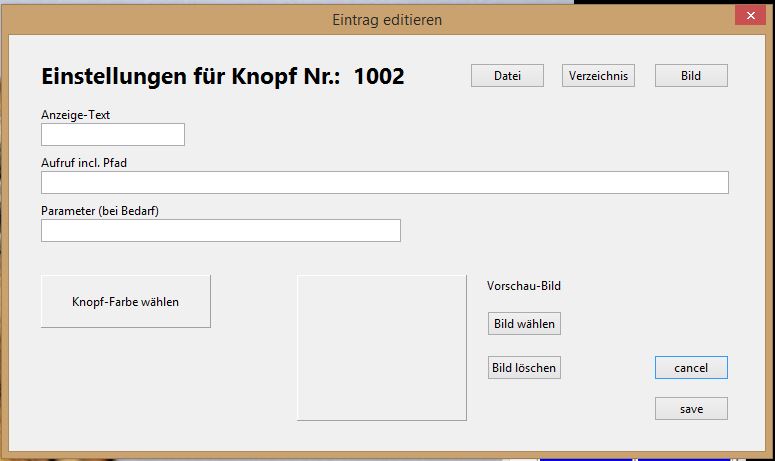 Eintrag editieren
Einstellungen für Knopf Nr.: 1002
Datei
Verzeichnis
Bild
Anzeige-Text
Aufruf incl. Pfad
Parameter (bei Bedarf)
Knopf-Farbe wählen
Vorschau-Bild
Bild wählen
Bild löschen
cancel
save